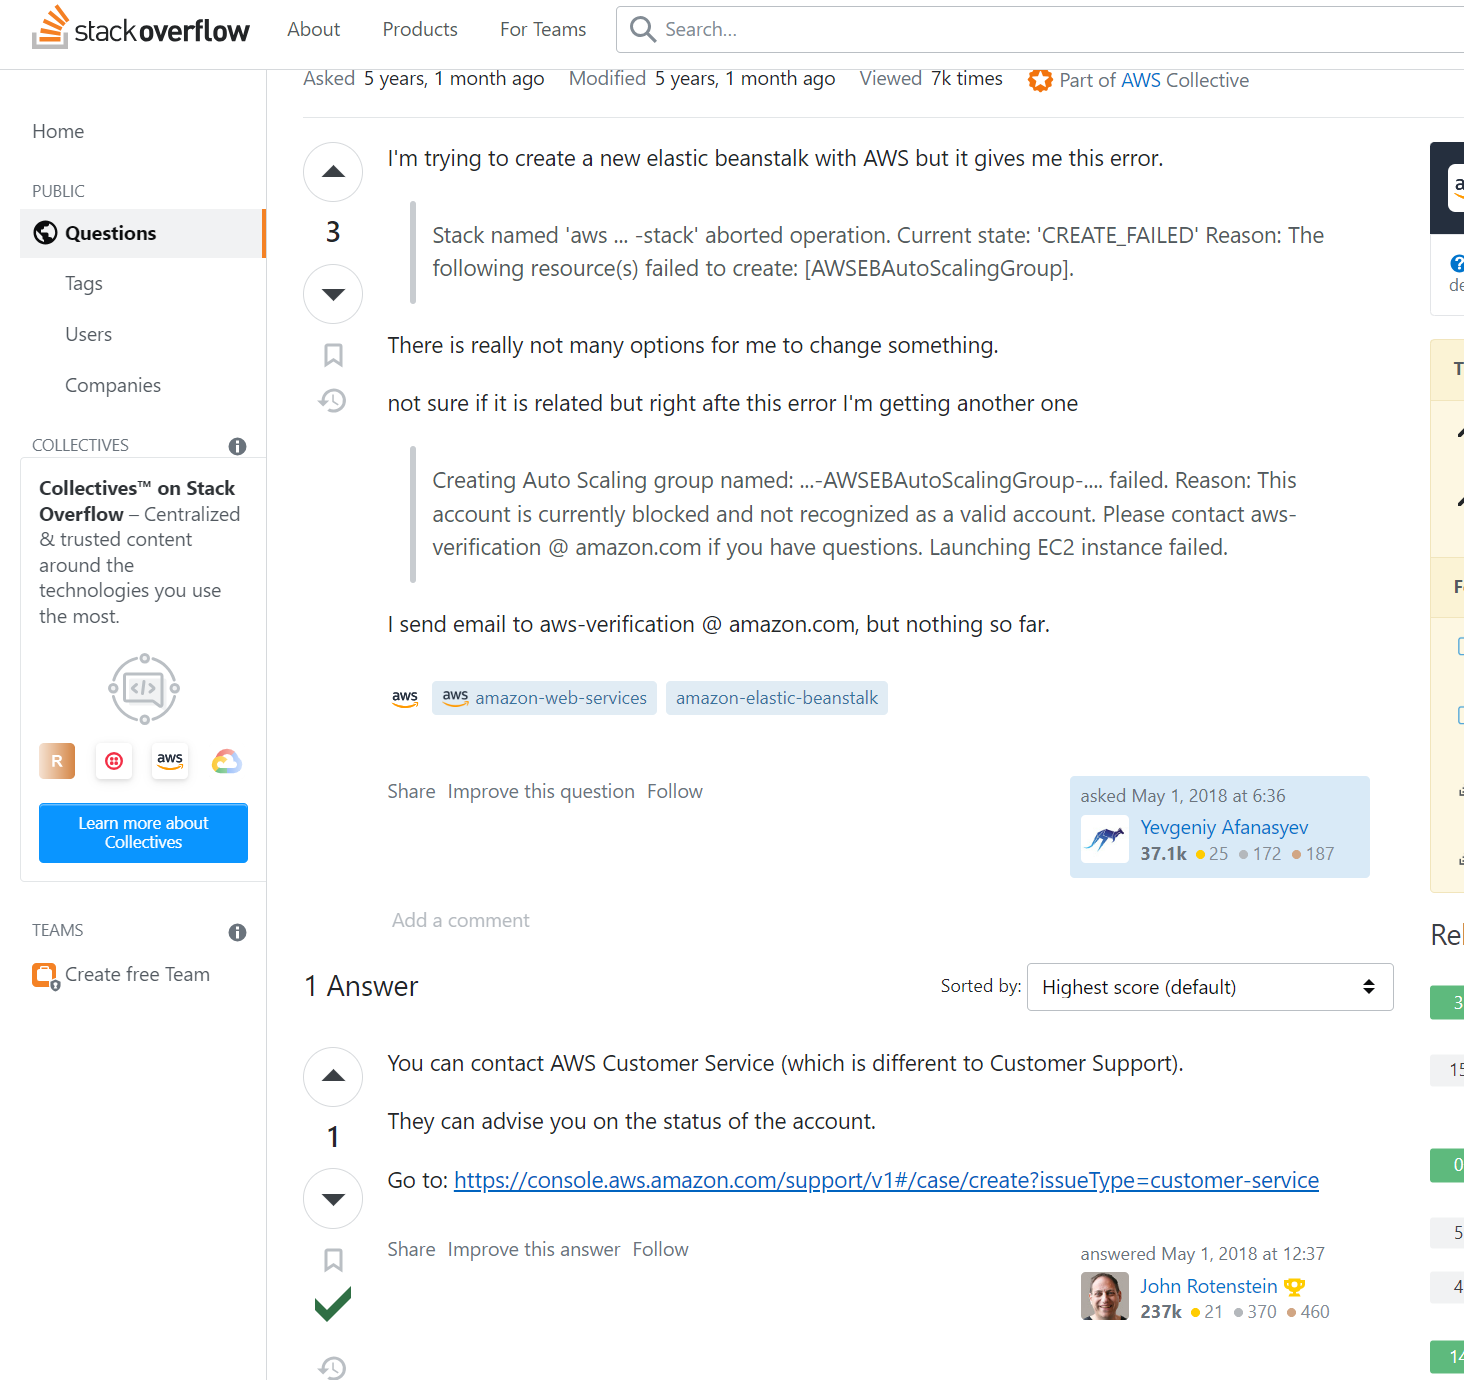 stack overflow
About
Products
For Teams
Search...
Asked 5 years, 1 month ago Modified 5 years, 1 month ago Viewed 7k times Part of AWS Collective
Home
PUBLIC
Questions
Tags
Users
Companies
COLLECTIVES
Collectives™ on Stack
Overflow – Centralized
& trusted content
around the
technologies you use
the most.
R
aws
Learn more about
Collectives
TEAMS
Create free Team
I'm trying to create a new elastic beanstalk with AWS but it gives me this error.
3
Stack named 'aws ... -stack' aborted operation. Current state: 'CREATE_FAILED' Reason: The
following resource(s) failed to create: [AWSEBAutoScalingGroup].
There is really not many options for me to change something.
not sure if it is related but right afte this error I'm getting another one
Creating Auto Scaling group named: ...-AWSEBAutoScalingGroup-.... failed. Reason: This
account is currently blocked and not recognized as a valid account. Please contact aws-
verification @ amazon.com if you have questions. Launching EC2 instance failed.
I send email to aws-verification @ amazon.com, but nothing so far.
aws aws amazon-web-services amazon-elastic-beanstalk
Share Improve this question Follow
asked May 1, 2018 at 6:36
Yevgeniy Afanasyev
37.1k 25 172 187
Add a comment
1 Answer
Sorted by:
Highest score (default)
You can contact AWS Customer Service (which is different to Customer Support).
1
They can advise you on the status of the account.
Go to: https://console.aws.amazon.com/support/v1#/case/create?issueType=customer-service
Share Improve this answer Follow
answered May 1, 2018 at 12:37
John Rotenstein
237k 21 370 460